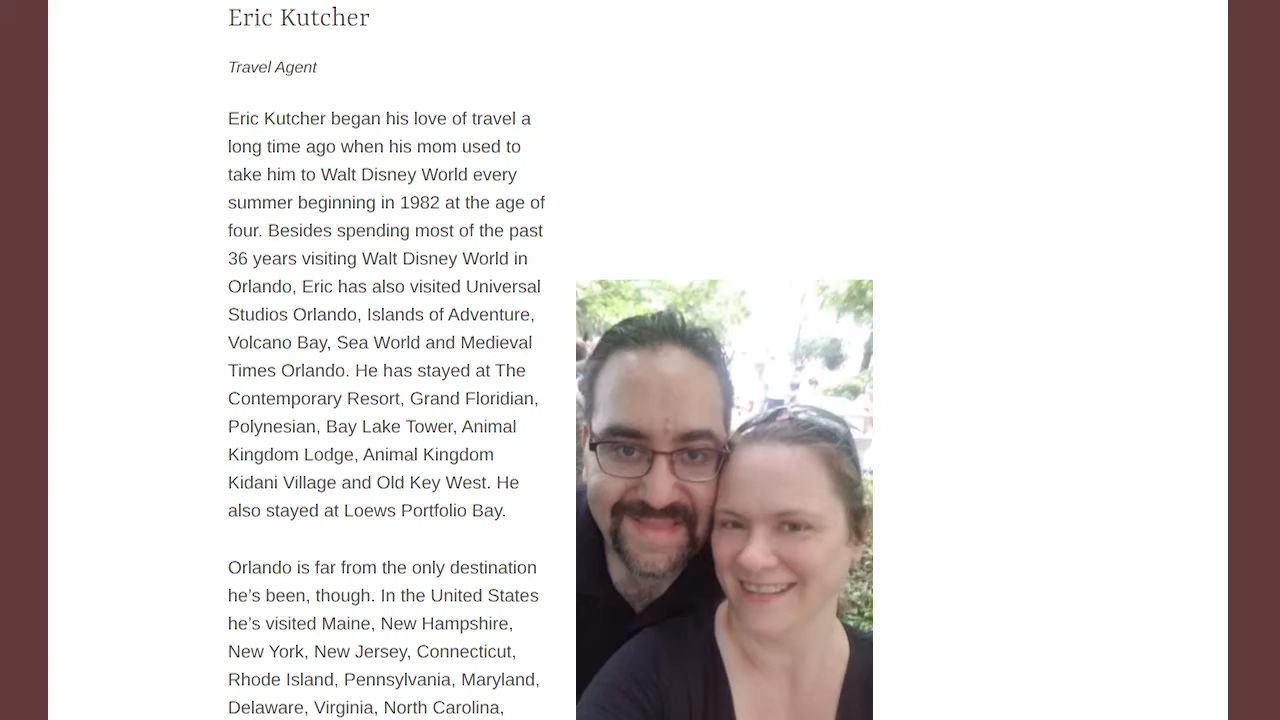 Eric Kutcher
Travel Agent
Eric Kutcher began his love of travel a
long time ago when his mom used to
take him to Walt Disney World every
summer beginning in 1982 at the age of
four. Besides spending most of the past
36 years visiting Walt Disney World in
Orlando, Eric has also visited Universal
Studios Orlando, Islands of Adventure,
Volcano Bay, Sea World and Medieval
Times Orlando. He has stayed at The
Contemporary Resort, Grand Floridian,
Polynesian, Bay Lake Tower, Animal
Kingdom Lodge, Animal Kingdom
Kidani Village and Old Key West. He
also stayed at Loews Portfolio Bay.
Orlando is far from the only destination
he’s been, though. In the United States
he’s visited Maine, New Hampshire,
New York, New Jersey, Connecticut,
Rhode Island, Pennsylvania, Maryland,
Delaware, Virginia, North Carolina,